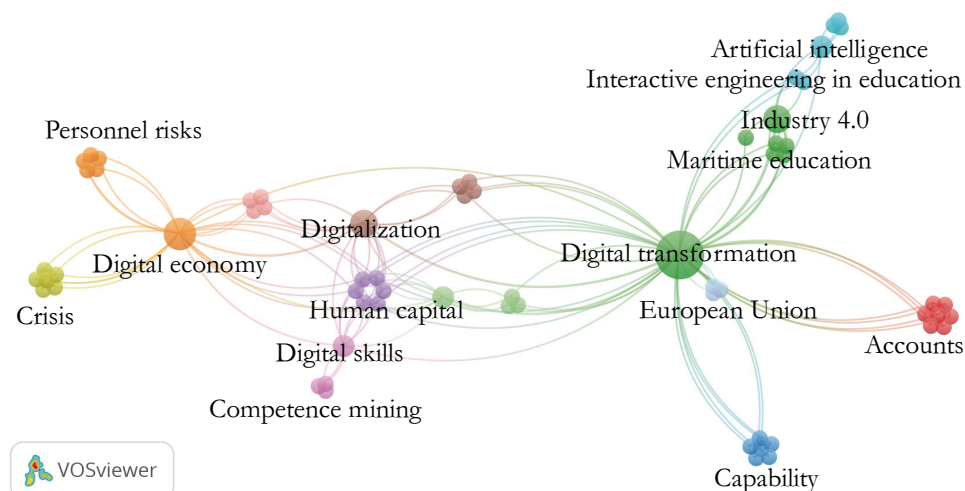 Artificial intelligence
Interactive engineering in education
Industry 4.0
Personnel risks
Maritime education
Digitalization
Digital transformation
Digital economy
Human capital
European Union
Crisis
Accounts
Digital skills
Competence mining
VOSviewer
Capability